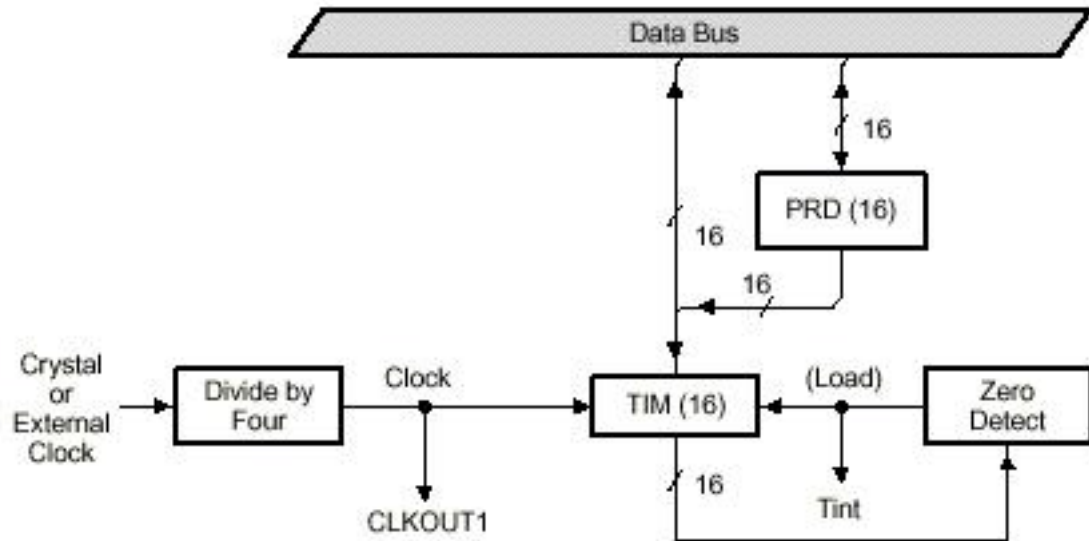 Data Bus
16
PRD (16)
16
16
Crystal
or
External
Clock
Divide by
Four
Clock
TIM (16)
(Load)
Zero
Detect
16
CLKOUT1
Tint